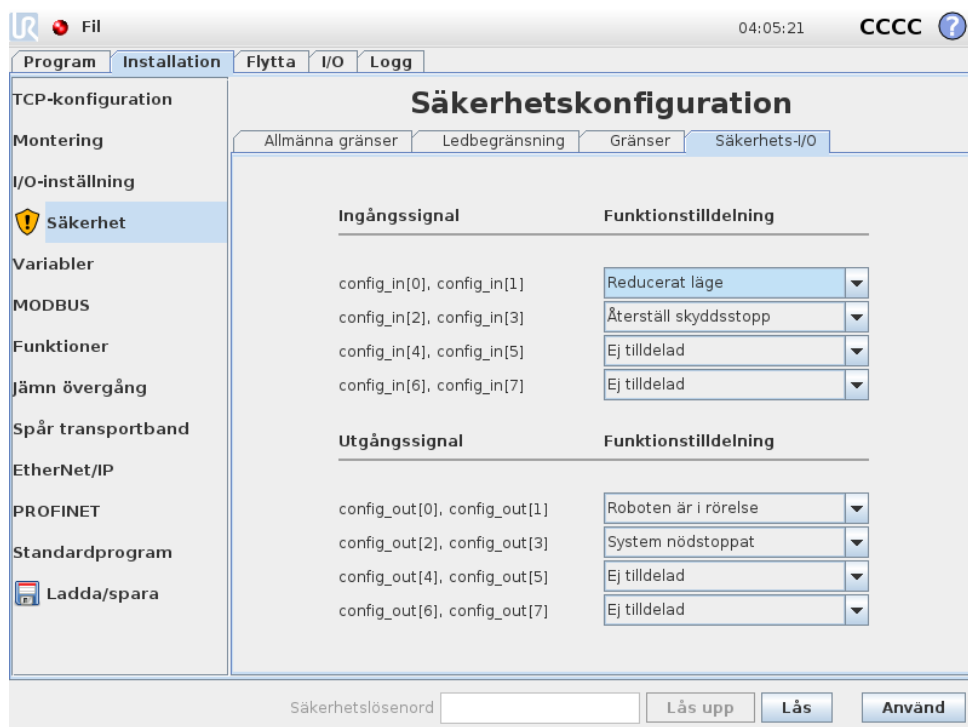 UR Fil 04:05:21 CCCC ?
Program Installation Flytta I/O Logg
TCP-konfiguration
Montering
I/O-inställning
Säkerhet
Variabler
MODBUS
Funktioner
Jämn övergång
Spår transportband
EtherNet/IP
PROFINET
Standardprogram
Ladda/spara
Säkerhetskonfiguration
Allmänna gränser Ledbegränsning Gränser Säkerhets-I/O
Ingångssignal Funktionstilldelning
config_in[0], config_in[1] Reducerat läge
config_in[2], config_in[3] Återställ skyddsstopp
config_in[4], config_in[5] Ej tilldelad
config_in[6], config_in[7] Ej tilldelad
Utgångssignal Funktionstilldelning
config_out[0], config_out[1] Roboten är i rörelse
config_out[2], config_out[3] System nödstoppat
config_out[4], config_out[5] Ej tilldelad
config_out[6], config_out[7] Ej tilldelad
Säkerhetslösenord Lås upp Lås Använd